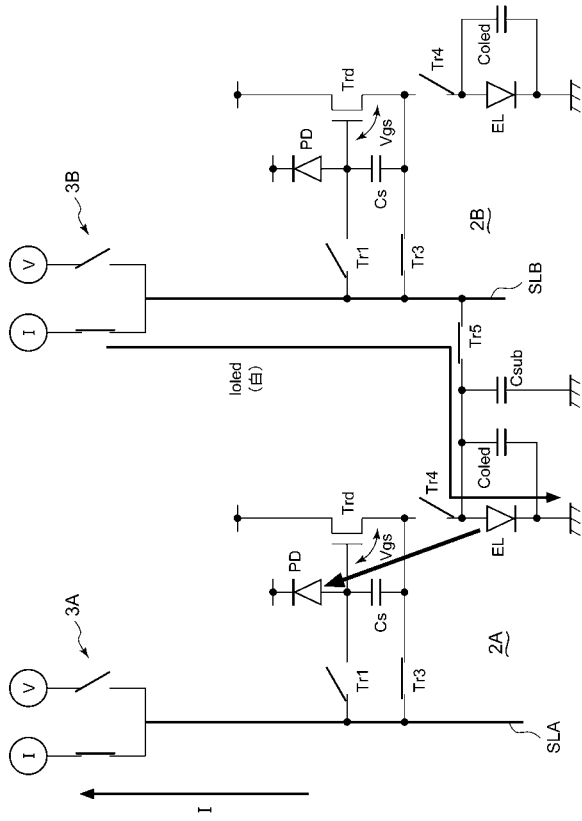 V
3B
I
Trd
Tr4
Coled
PD
Vgs
EL
Cs
Tr1
Tr3
2B
SLB
Ioled
(白)
Tr5
Csub
Coled
V
3A
I
Trd
Tr4
PD
Vgs
EL
Cs
Tr1
Tr3
2A
SLA
I